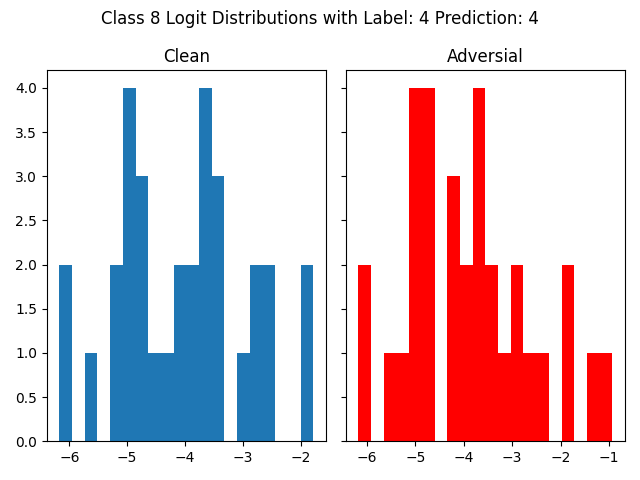 Class 8 Logit Distributions with Label: 4 Prediction: 4
Clean
Adversial
4.0
3.5
3.0
2.5
2.0
1.5
1.0
0.5
0.0
−6 −5 −4 −3 −2
−6 −5 −4 −3 −2 −1